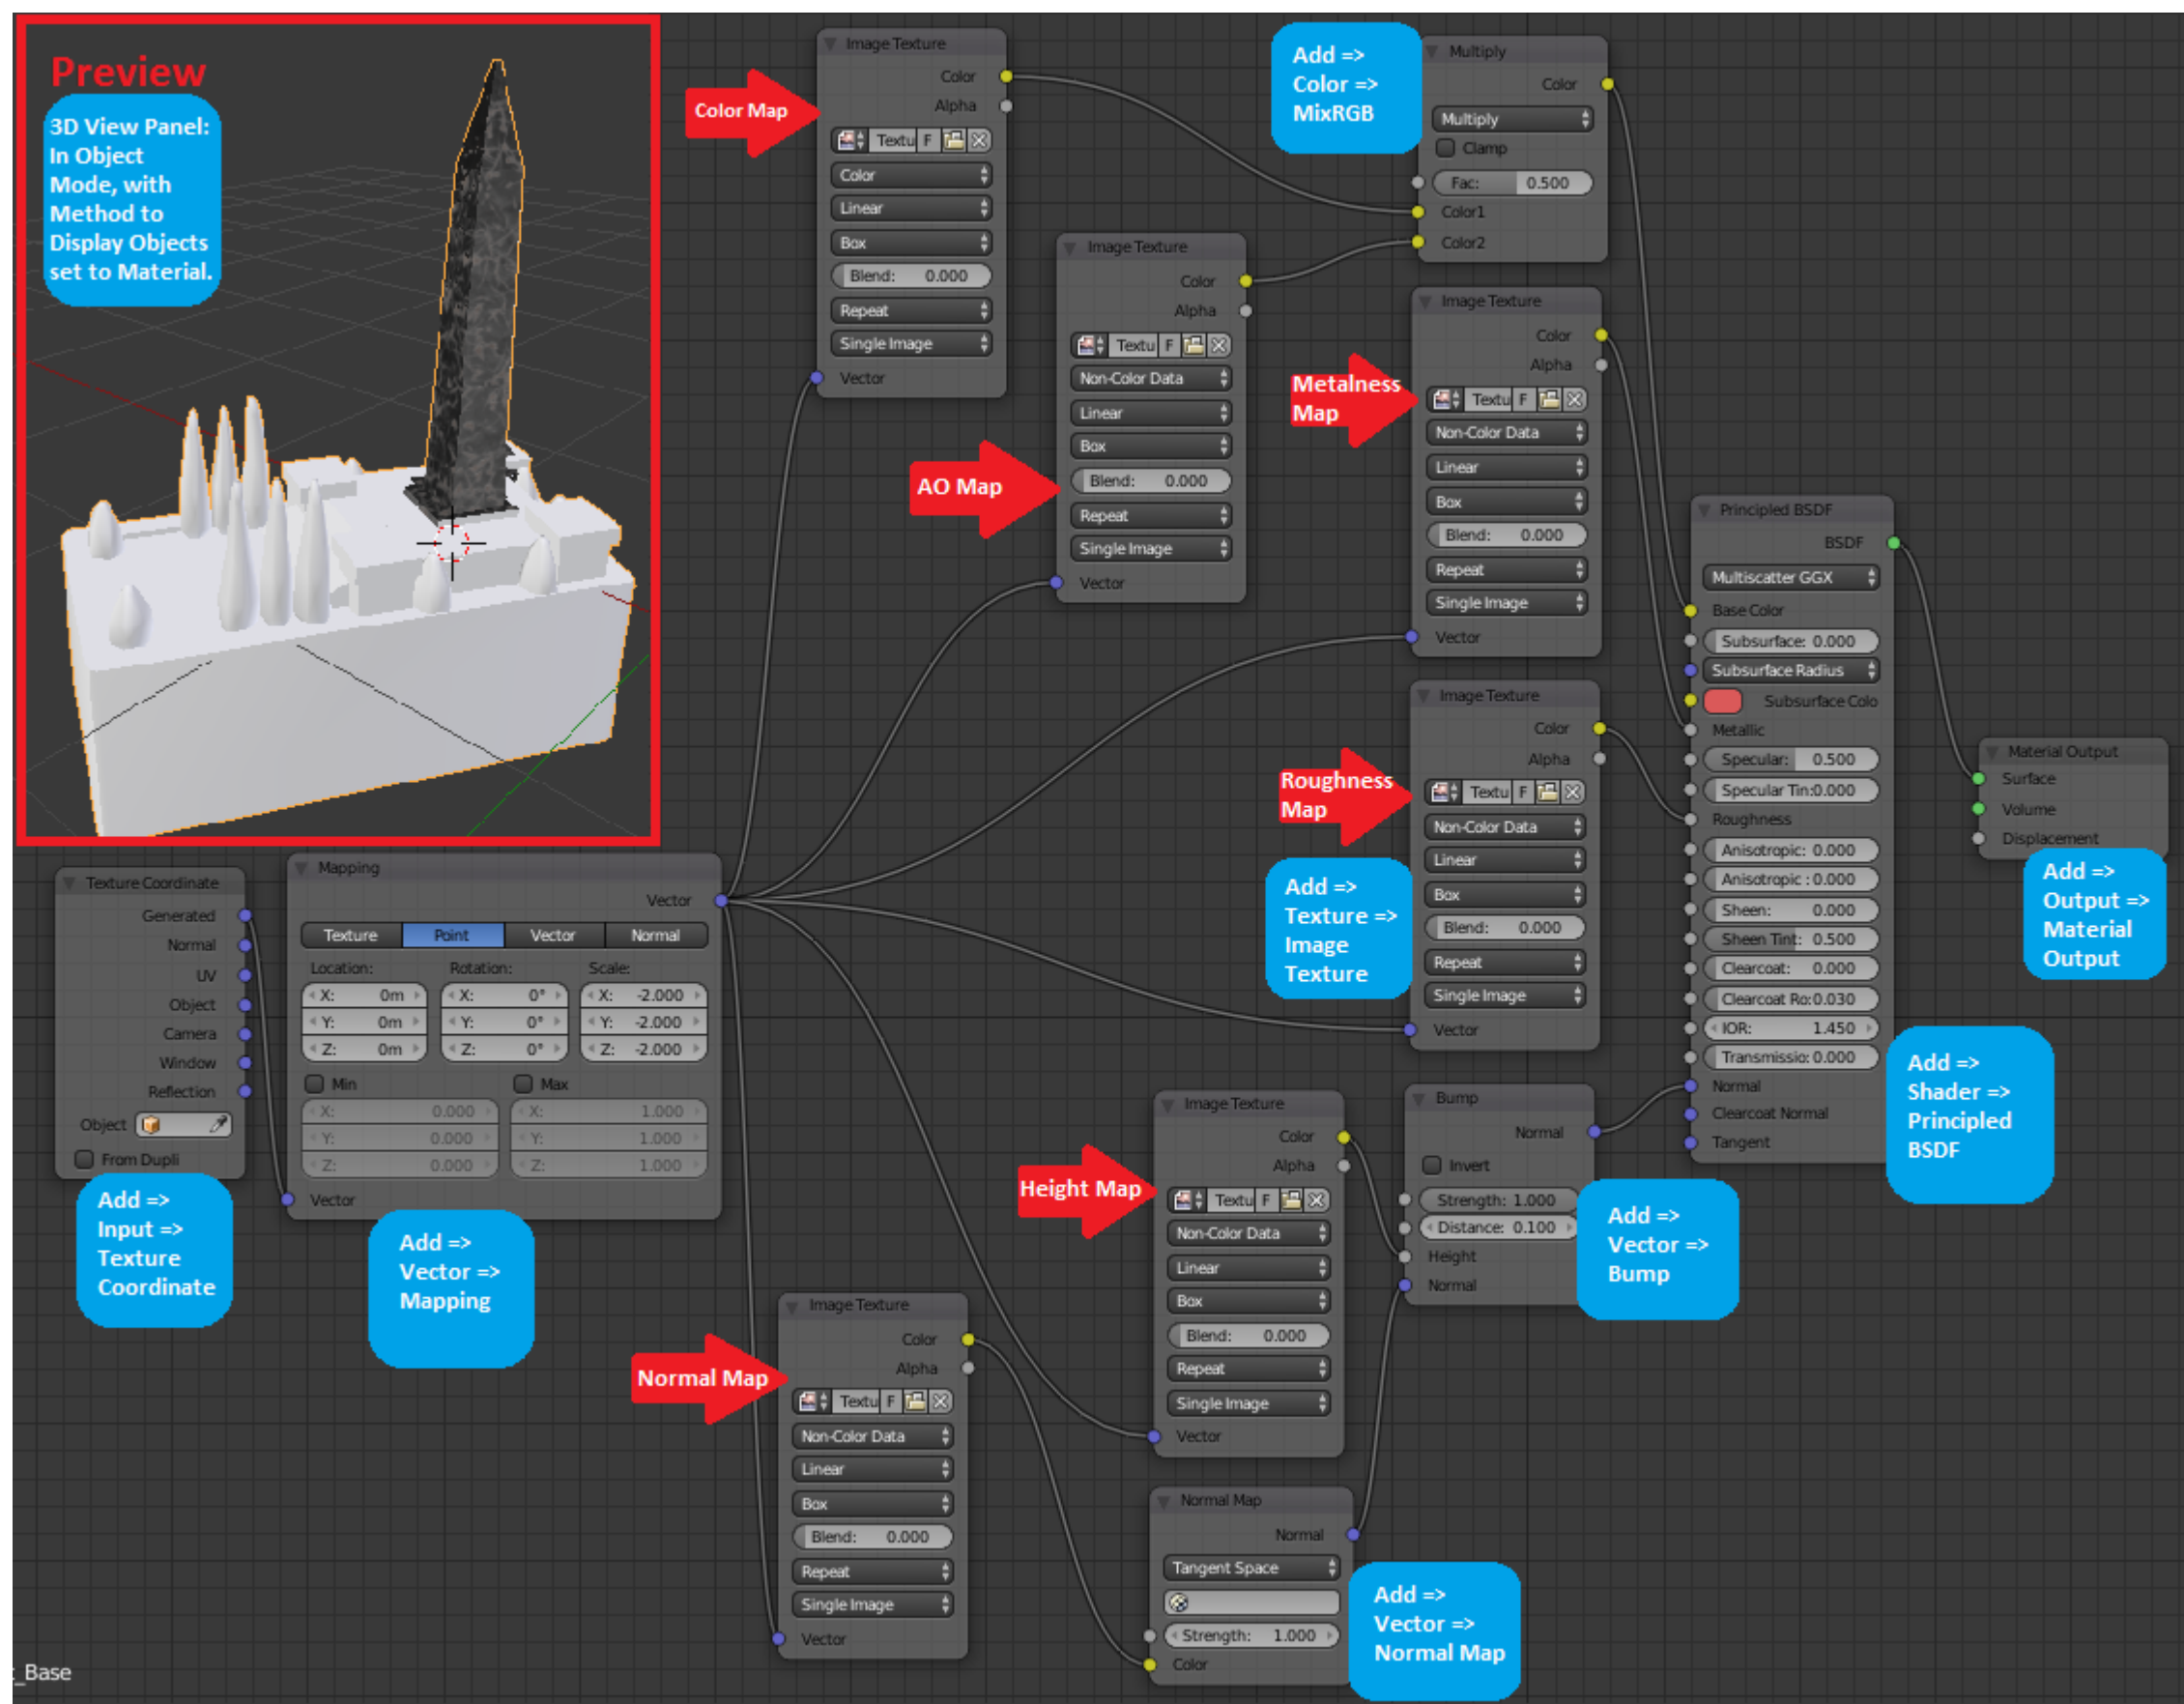 Preview
3D View Panel:
In Object
Mode, with
Method to
Display Objects
set to Material.
Color Map
Image Texture
Color
Alpha
Textu F
Color
Linear
Box
Blend: 0.000
Repeat
Single Image
Vector
Add =>
Color =>
MixRGB
Multiply
Color
Multiply
Clamp
Fac: 0.500
Color1
Color2
AO Map
Image Texture
Color
Alpha
Textu F
Non-Color Data
Linear
Box
Blend: 0.000
Repeat
Single Image
Vector
Metalness
Map
Image Texture
Color
Alpha
Textu F
Non-Color Data
Linear
Box
Blend: 0.000
Repeat
Single Image
Vector
Roughness
Map
Add =>
Texture =>
Image
Texture
Image Texture
Color
Alpha
Textu F
Non-Color Data
Linear
Box
Blend: 0.000
Repeat
Single Image
Vector
Principled BSDF
BSDF
Multiscatter GGX
Base Color
Subsurface: 0.000
Subsurface Radius
Subsurface Colo
Metallic
Specular: 0.500
Specular Tin:0.000
Roughness
Anisotropic: 0.000
Anisotropic : 0.000
Sheen: 0.000
Sheen Tint: 0.500
Clearcoat: 0.000
Clearcoat Ro:0.030
IOR: 1.450
Transmissio: 0.000
Normal
Clearcoat Normal
Tangent
Add =>
Shader =>
Principled
BSDF
Material Output
Surface
Volume
Displacement
Add =>
Output =>
Material
Output
Texture Coordinate
Generated
Normal
UV
Object
Camera
Window
Reflection
Object
From Dupli
Add =>
Input =>
Texture
Coordinate
Mapping
Vector
Texture Point Vector Normal
Location: Rotation: Scale:
X: 0m X: 0° X: -2.000
Y: 0m Y: 0° Y: -2.000
Z: 0m Z: 0° Z: -2.000
Min Max
X: 0.000 X: 1.000
Y: 0.000 Y: 1.000
Z: 0.000 Z: 1.000
Vector
Add =>
Vector =>
Mapping
Height Map
Image Texture
Color
Alpha
Textu F
Non-Color Data
Linear
Box
Blend: 0.000
Repeat
Single Image
Vector
Bump
Normal
Invert
Strength: 1.000
Distance: 0.100
Height
Normal
Add =>
Vector =>
Bump
Normal Map
Image Texture
Color
Alpha
Textu F
Non-Color Data
Linear
Box
Blend: 0.000
Repeat
Single Image
Vector
Normal Map
Normal
Tangent Space
Strength: 1.000
Color
Add =>
Vector =>
Normal Map
_Base